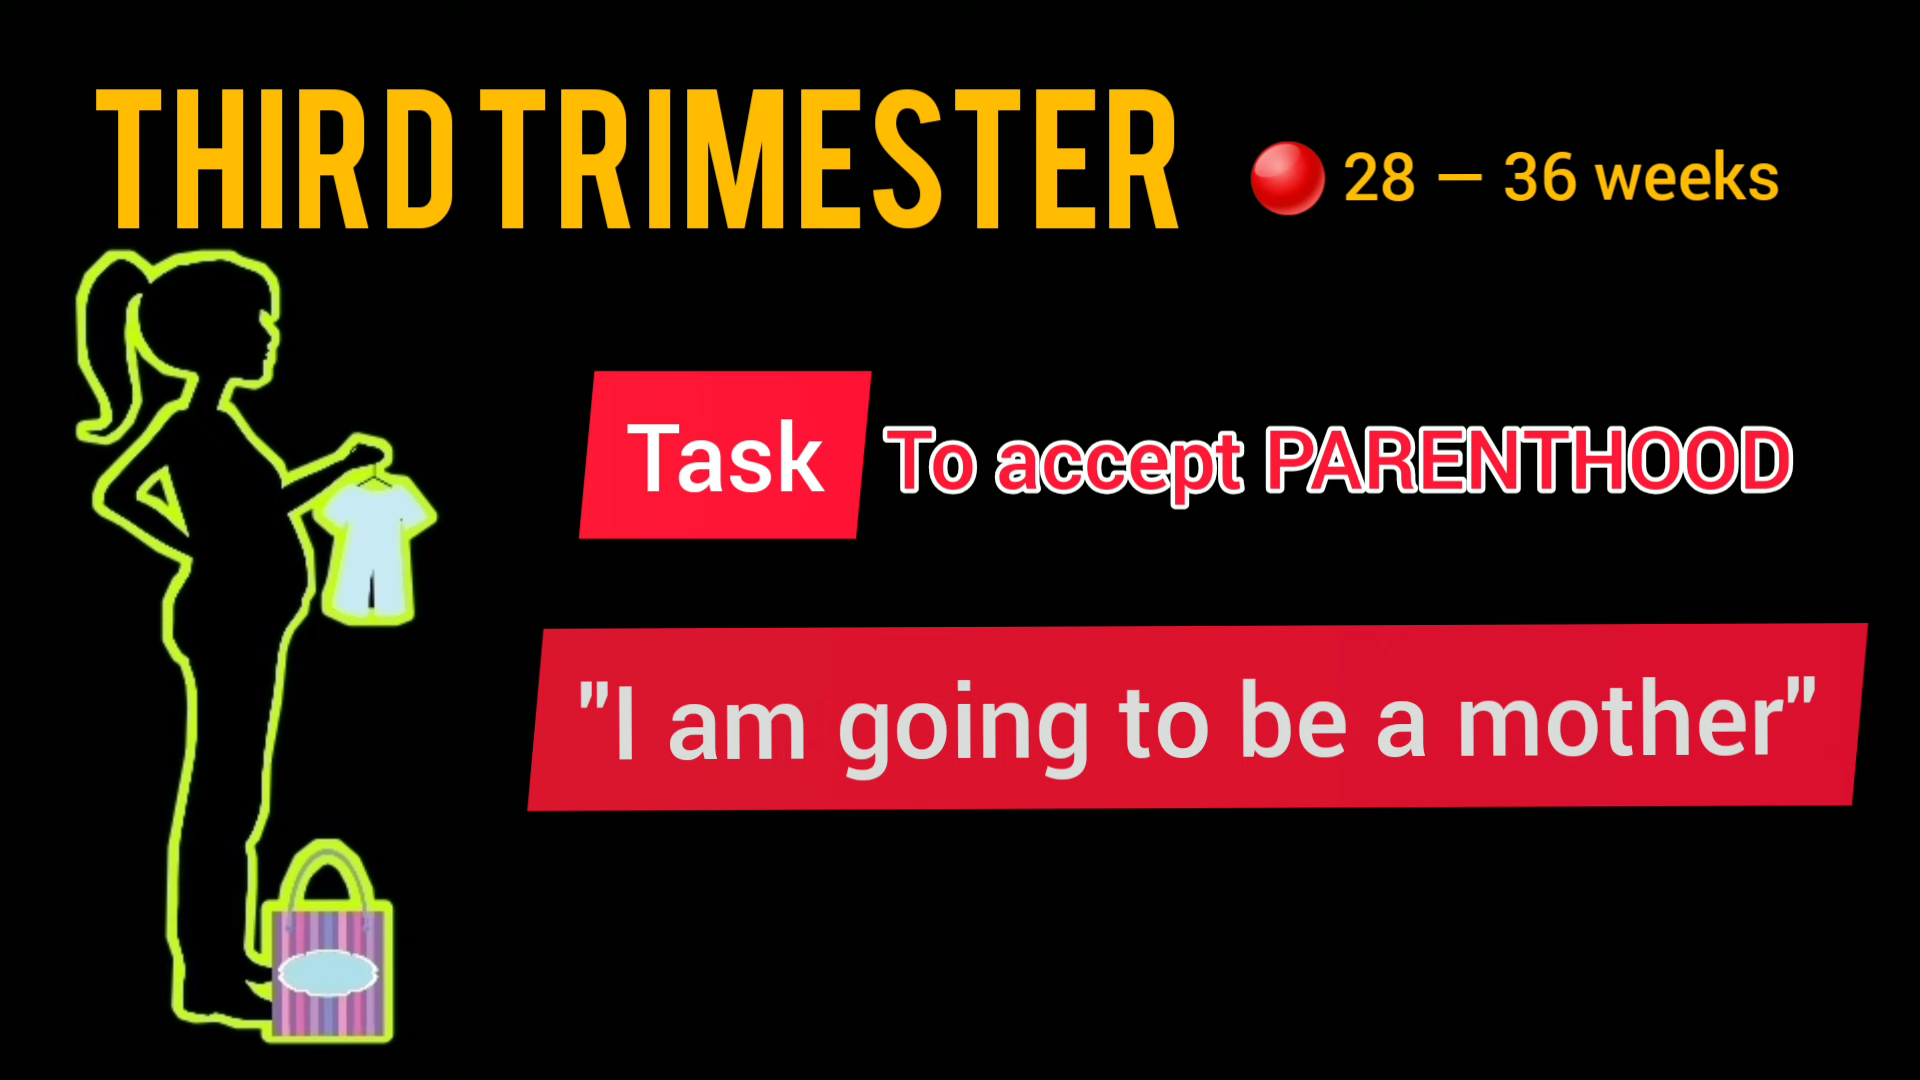 THIRD TRIMESTER
28 – 36 weeks
Task
To accept PARENTHOOD
"I am going to be a mother"